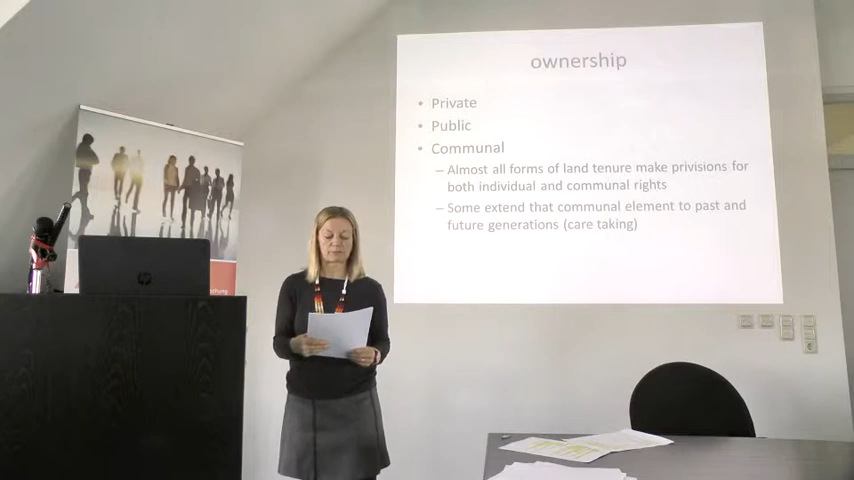 ownership
• Private
• Public
• Communal
– Almost all forms of land tenure make privisions for
both individual and communal rights
– Some extend that communal element to past and
future generations (care taking)
hp